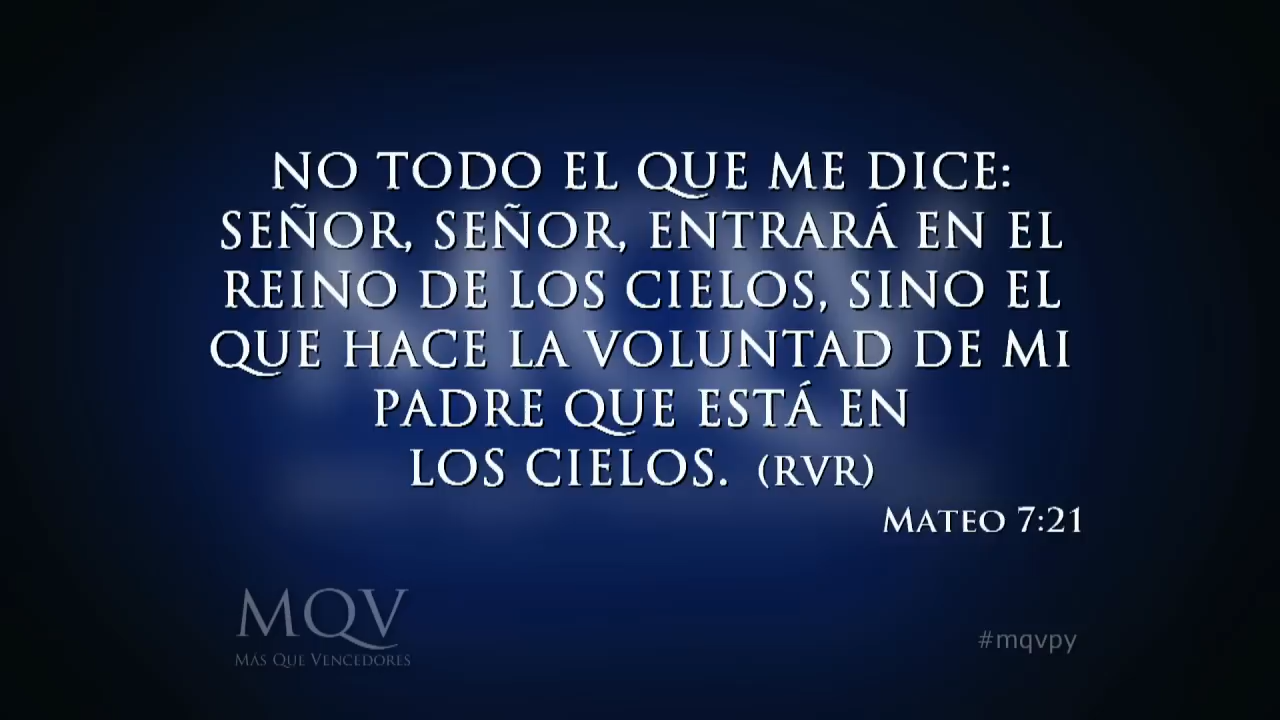 NO TODO EL QUE ME DICE:
SEÑOR, SEÑOR, ENTRARÁ EN EL
REINO DE LOS CIELOS, SINO EL
QUE HACE LA VOLUNTAD DE MI
PADRE QUE ESTÁ EN
LOS CIELOS. (RVR)
MATEO 7:21
MQV
MÁS QUE VENCEDORES
#mqvpy